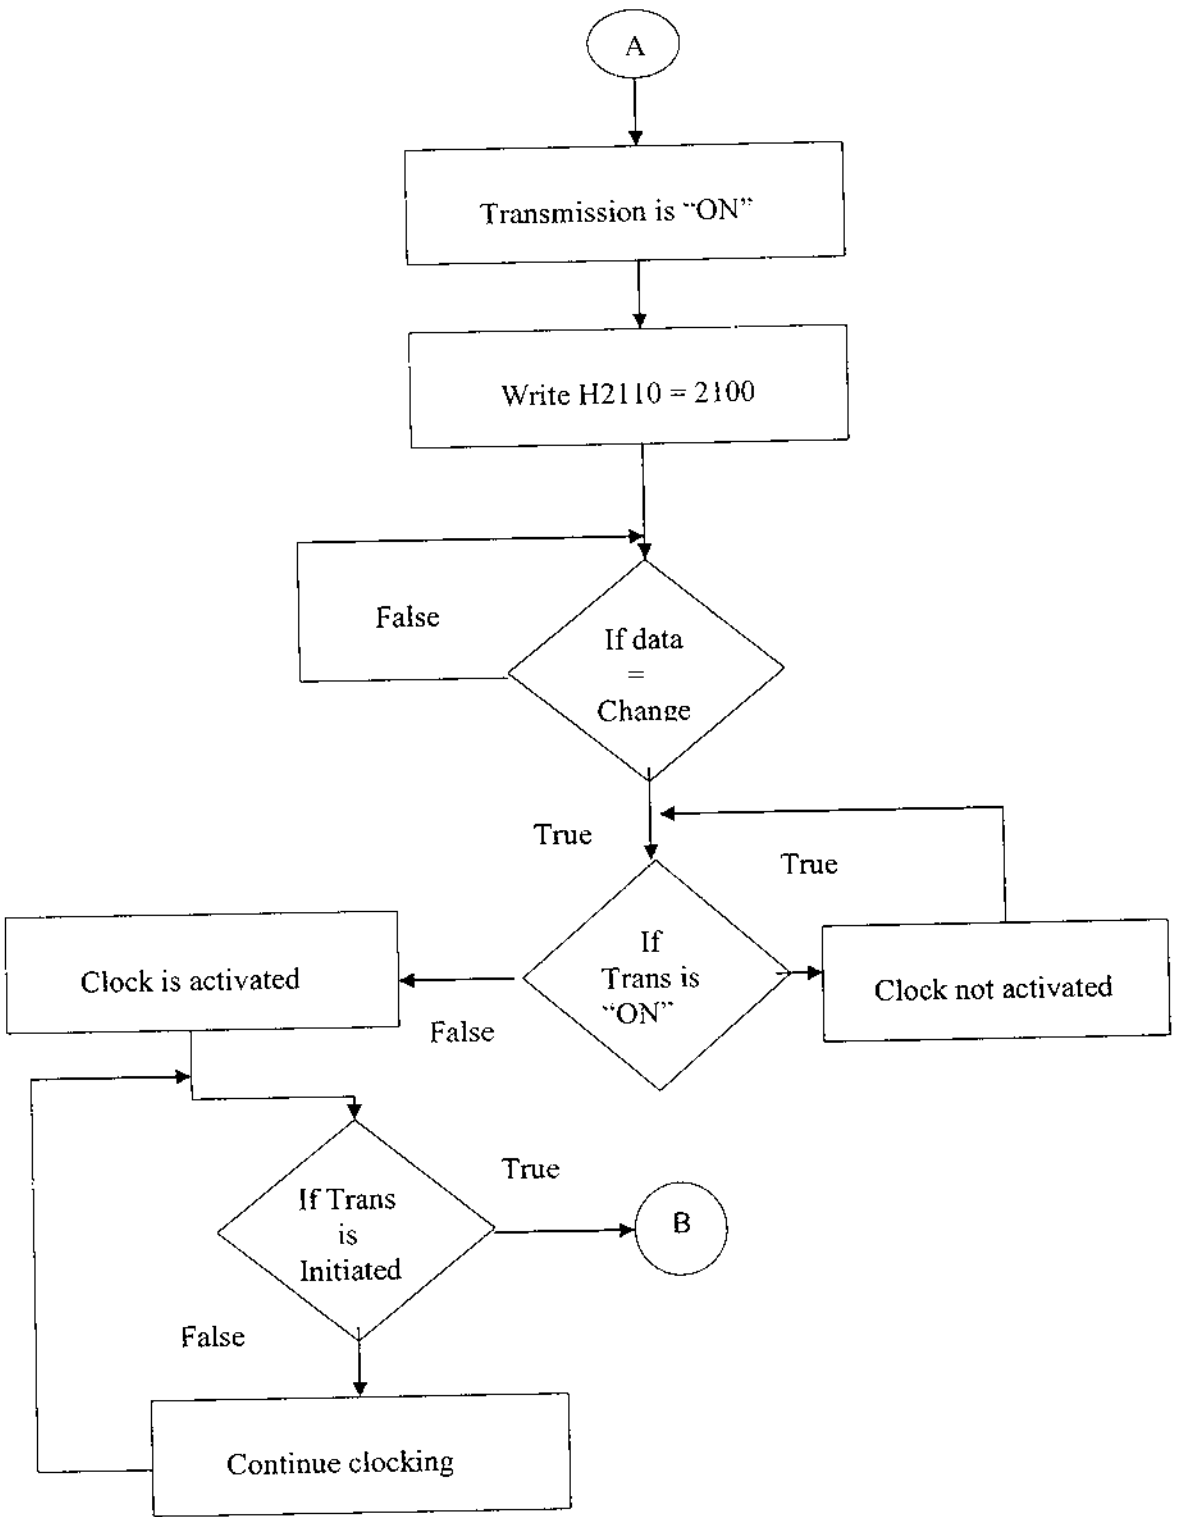 A
Transmission is “ON”
Write H2110 = 2100
False
If data
=
Change
True
True
If
Trans is
“ON”
Clock is activated
Clock not activated
False
True
If Trans
is
Initiated
B
False
Continue clocking